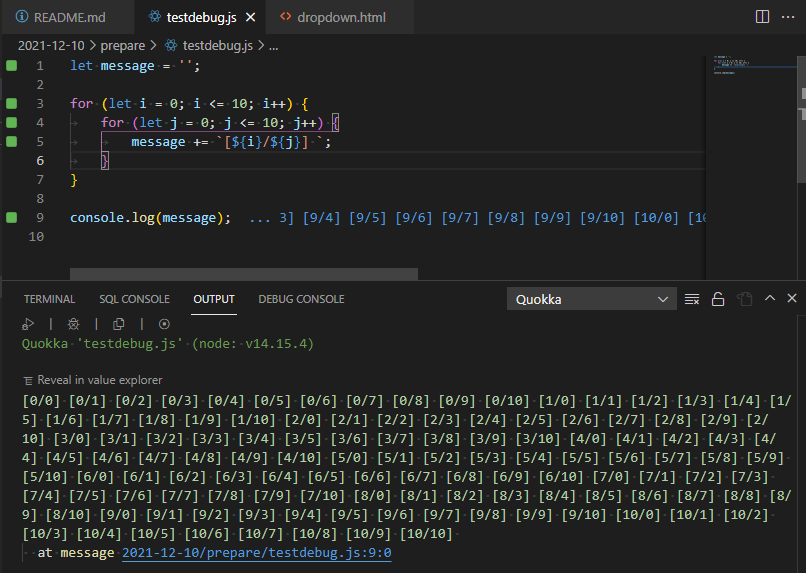 README.md testdebug.js dropdown.html
2021-12-10 > prepare > testdebug.js > ...
1 let message = '';
2
3 for (let i = 0; i <= 10; i++) {
4 for (let j = 0; j <= 10; j++) {
5 message += `[${i}/${j}] `;
6 }
7 }
8
9 console.log(message); ... 3] [9/4] [9/5] [9/6] [9/7] [9/8] [9/9] [9/10] [10/0] [10
10
TERMINAL SQL CONSOLE OUTPUT DEBUG CONSOLE Quokka
Quokka 'testdebug.js' (node: v14.15.4)
Reveal in value explorer
[0/0] [0/1] [0/2] [0/3] [0/4] [0/5] [0/6] [0/7] [0/8] [0/9] [0/10] [1/0] [1/1] [1/2] [1/3] [1/4] [1/
5] [1/6] [1/7] [1/8] [1/9] [1/10] [2/0] [2/1] [2/2] [2/3] [2/4] [2/5] [2/6] [2/7] [2/8] [2/9] [2/
10] [3/0] [3/1] [3/2] [3/3] [3/4] [3/5] [3/6] [3/7] [3/8] [3/9] [3/10] [4/0] [4/1] [4/2] [4/3] [4/
4] [4/5] [4/6] [4/7] [4/8] [4/9] [4/10] [5/0] [5/1] [5/2] [5/3] [5/4] [5/5] [5/6] [5/7] [5/8] [5/9]
[5/10] [6/0] [6/1] [6/2] [6/3] [6/4] [6/5] [6/6] [6/7] [6/8] [6/9] [6/10] [7/0] [7/1] [7/2] [7/3]
[7/4] [7/5] [7/6] [7/7] [7/8] [7/9] [7/10] [8/0] [8/1] [8/2] [8/3] [8/4] [8/5] [8/6] [8/7] [8/8] [8/
9] [8/10] [9/0] [9/1] [9/2] [9/3] [9/4] [9/5] [9/6] [9/7] [9/8] [9/9] [9/10] [10/0] [10/1] [10/2]
[10/3] [10/4] [10/5] [10/6] [10/7] [10/8] [10/9] [10/10]
at message 2021-12-10/prepare/testdebug.js:9:0